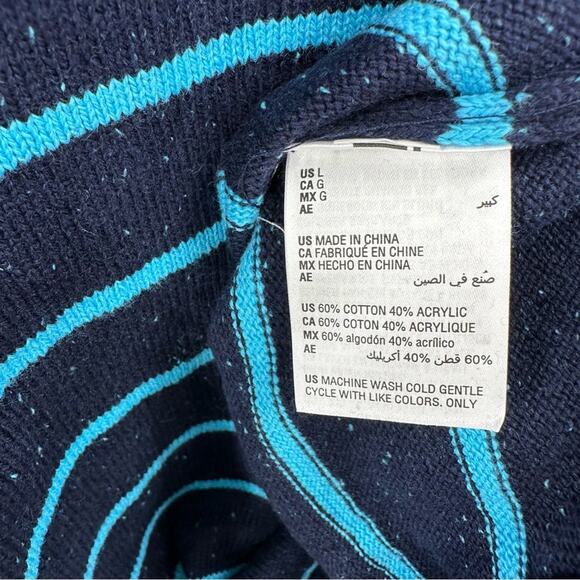 US L
CA G
MX G
AE كبير
US MADE IN CHINA
CA FABRIQUÉ EN CHINE
MX HECHO EN CHINA
AE صُنع في الصين
US 60% COTTON 40% ACRYLIC
CA 60% COTON 40% ACRYLIQUE
MX 60% algodón 40% acrílico
AE 60% قطن 40% أكريليك
US MACHINE WASH COLD GENTLE
CYCLE WITH LIKE COLORS. ONLY